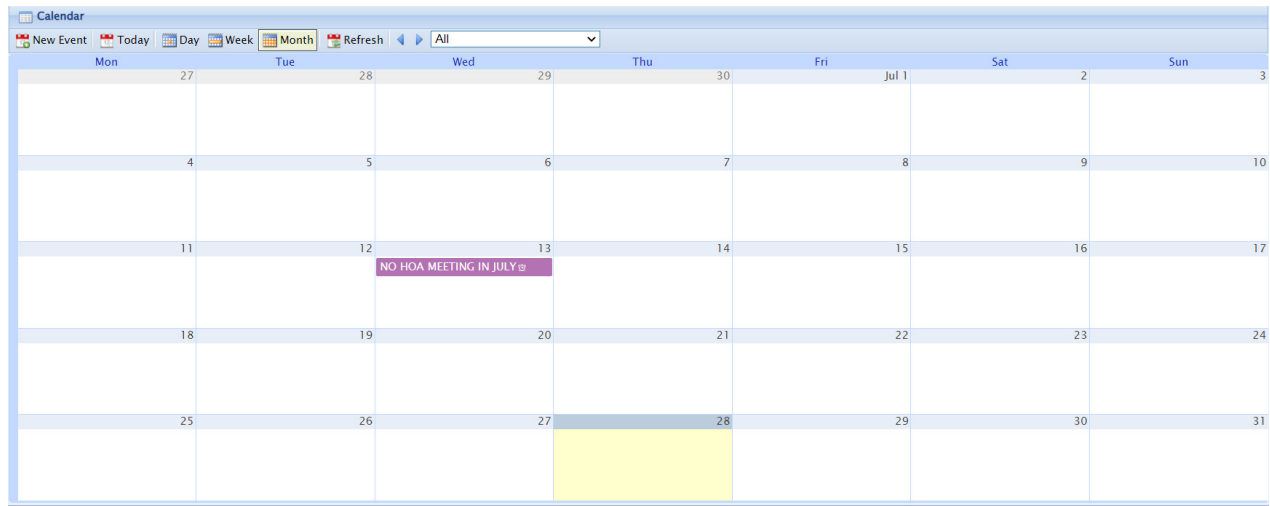 Calendar
New Event Today Day Week Month Refresh All
Mon Tue Wed Thu Fri Sat Sun
27 28 29 30 Jul 1 2 3
4 5 6 7 8 9 10
11 12 13 14 15 16 17
NO HOA MEETING IN JULY
18 19 20 21 22 23 24
25 26 27 28 29 30 31